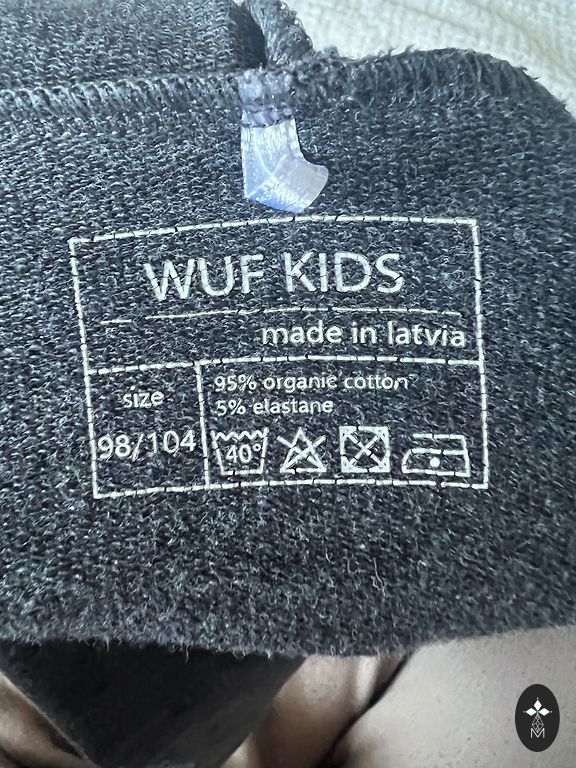 WUF KIDS
made in latvia
size
98/104
95% organic cotton
5% elastane
40°
M